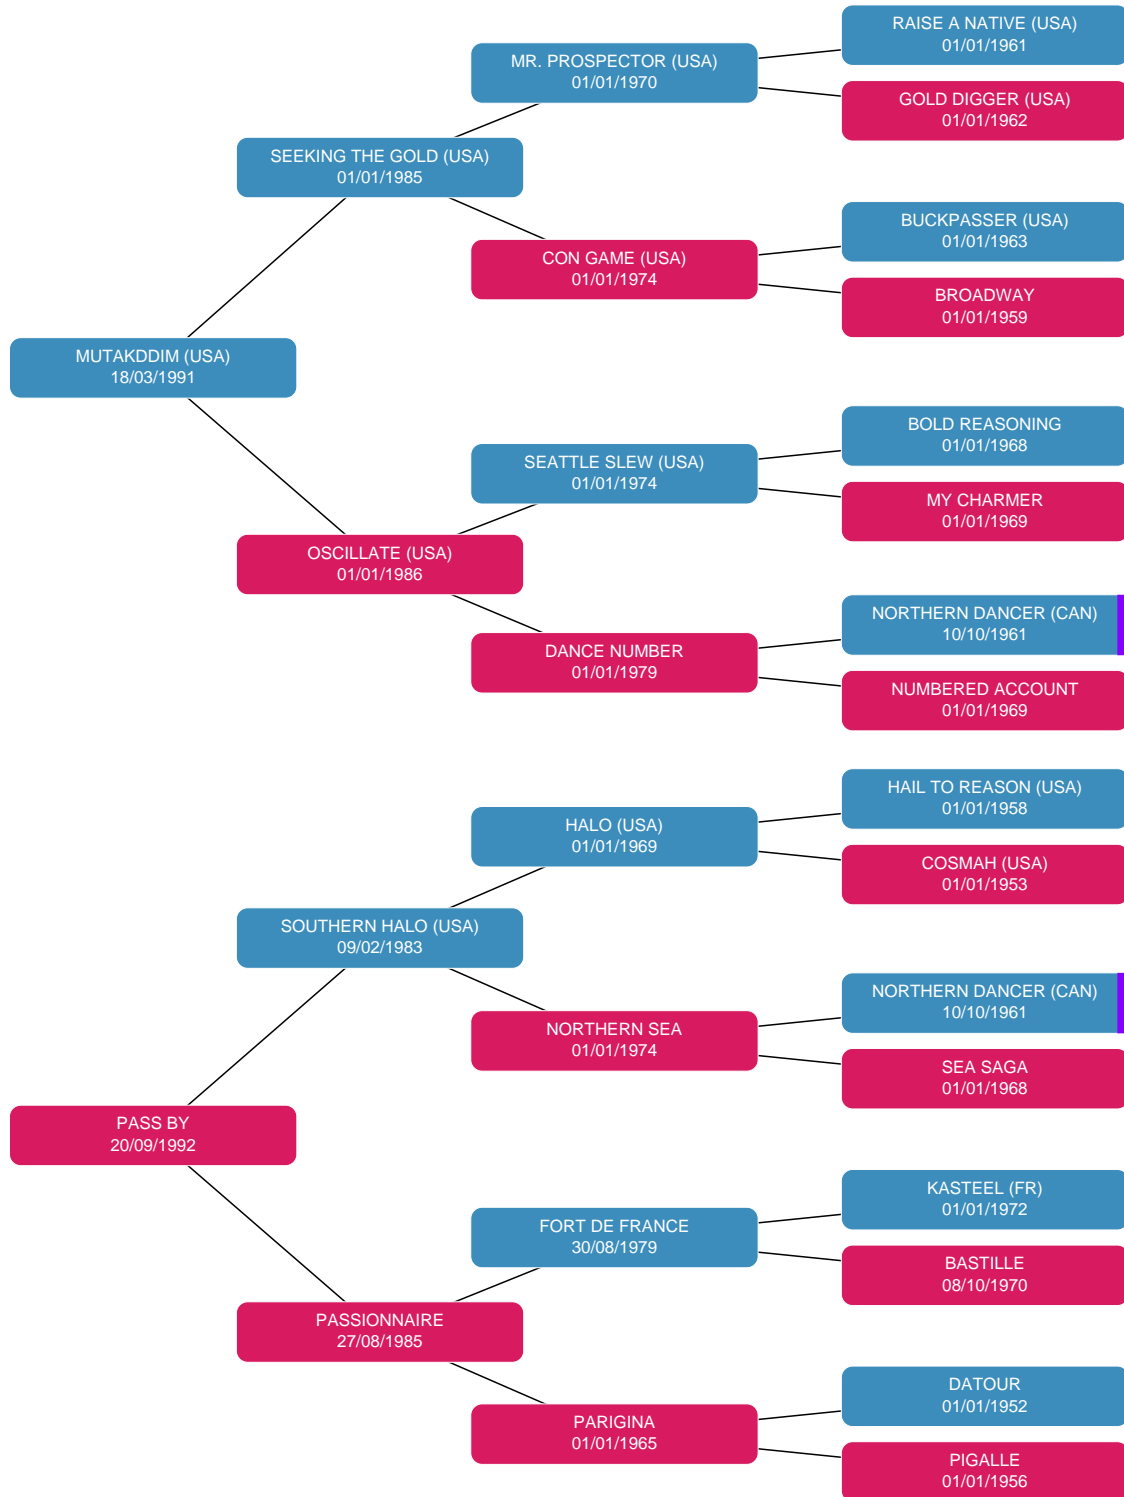 RAISE A NATIVE (USA)
01/01/1961
MR. PROSPECTOR (USA)
01/01/1970
GOLD DIGGER (USA)
01/01/1962
SEEKING THE GOLD (USA)
01/01/1985
BUCKPASSER (USA)
01/01/1963
CON GAME (USA)
01/01/1974
BROADWAY
01/01/1959
MUTAKDDIM (USA)
18/03/1991
BOLD REASONING
01/01/1968
SEATTLE SLEW (USA)
01/01/1974
MY CHARMER
01/01/1969
OSCILLATE (USA)
01/01/1986
NORTHERN DANCER (CAN)
10/10/1961
DANCE NUMBER
01/01/1979
NUMBERED ACCOUNT
01/01/1969
HAIL TO REASON (USA)
01/01/1958
HALO (USA)
01/01/1969
COSMAH (USA)
01/01/1953
SOUTHERN HALO (USA)
09/02/1983
NORTHERN DANCER (CAN)
10/10/1961
NORTHERN SEA
01/01/1974
SEA SAGA
01/01/1968
PASS BY
20/09/1992
KASTEEL (FR)
01/01/1972
FORT DE FRANCE
30/08/1979
BASTILLE
08/10/1970
PASSIONNAIRE
27/08/1985
DATOUR
01/01/1952
PARIGINA
01/01/1965
PIGALLE
01/01/1956